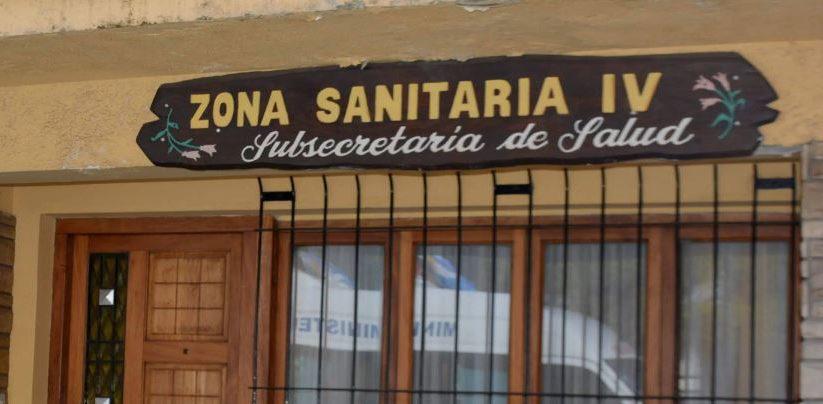 ZONA SANITARIA IV
Subsecretaría de Salud